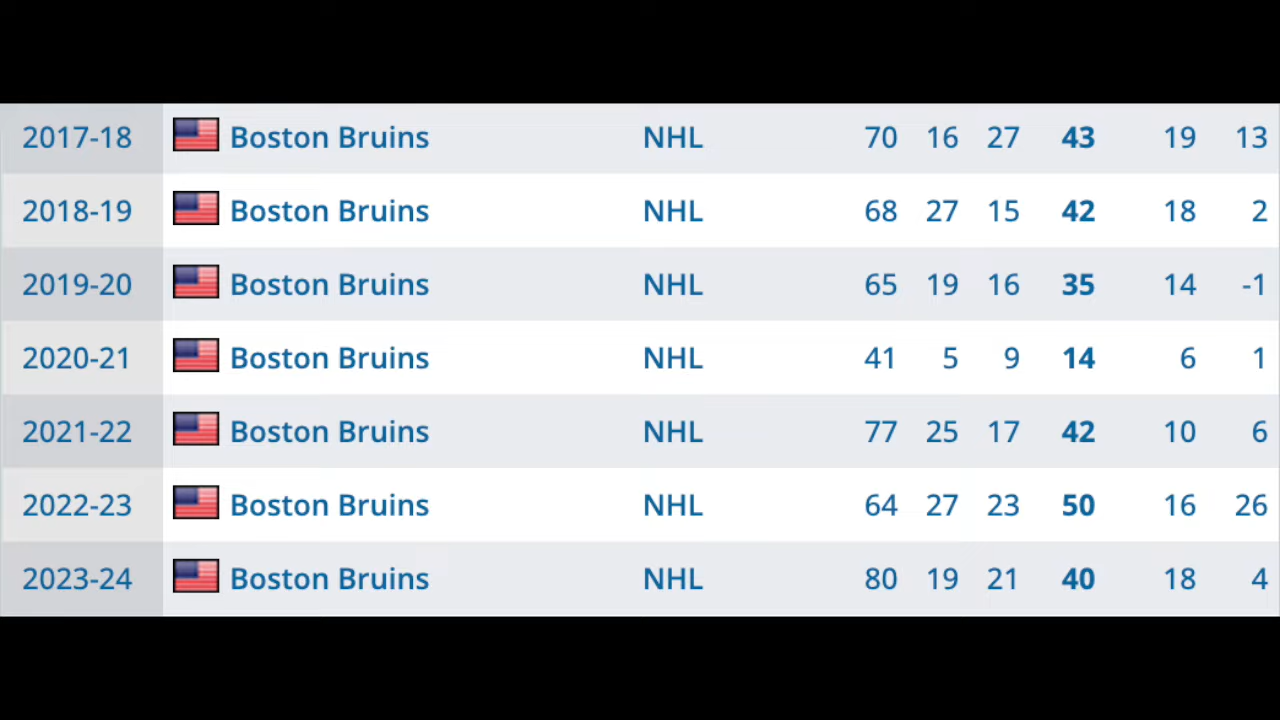 2017-18 Boston Bruins NHL 70 16 27 43 19 13
2018-19 Boston Bruins NHL 68 27 15 42 18 2
2019-20 Boston Bruins NHL 65 19 16 35 14 -1
2020-21 Boston Bruins NHL 41 5 9 14 6 1
2021-22 Boston Bruins NHL 77 25 17 42 10 6
2022-23 Boston Bruins NHL 64 27 23 50 16 26
2023-24 Boston Bruins NHL 80 19 21 40 18 4